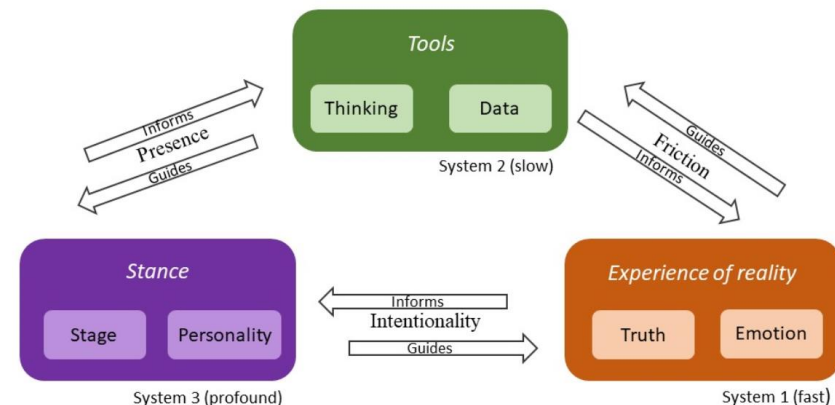 Tools
Thinking
Data
System 2 (slow)
Informs
Presence
Guides
Guides
Friction
Informs
Stance
Stage
Personality
System 3 (profound)
Informs
Intentionality
Guides
Experience of reality
Truth
Emotion
System 1 (fast)